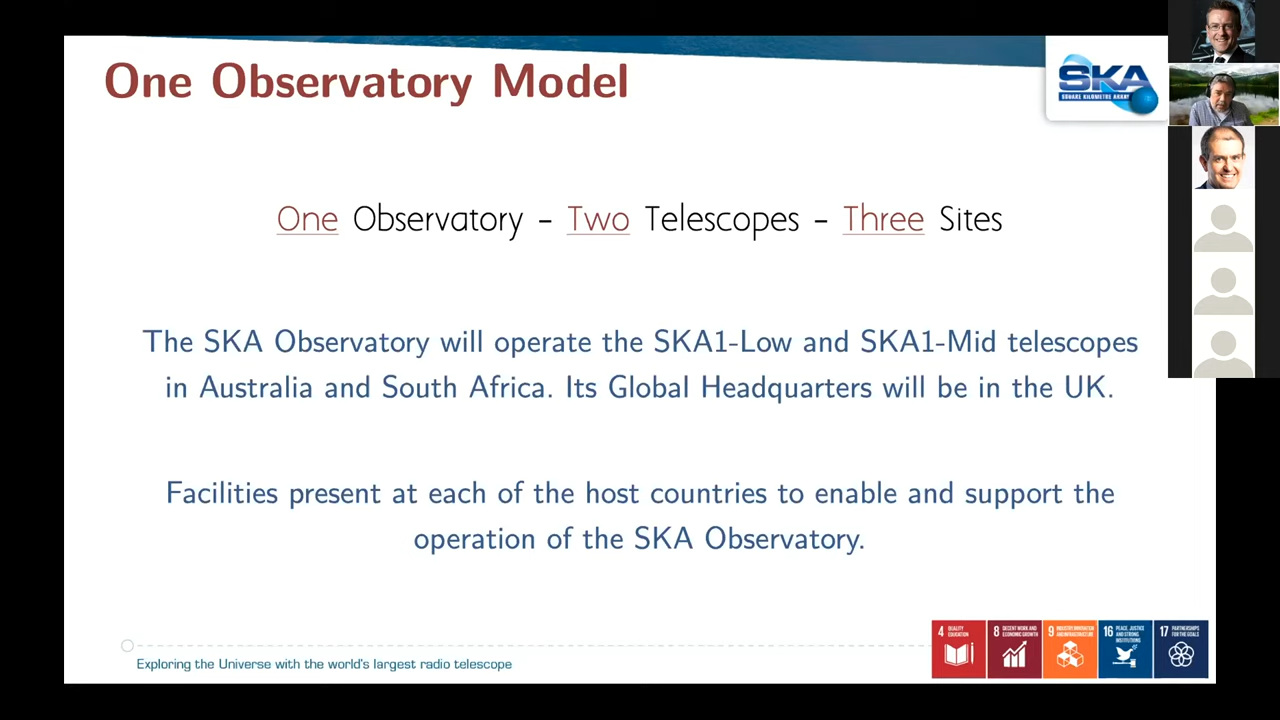 One Observatory Model
SKA
SQUARE KILOMETRE ARRAY
One Observatory – Two Telescopes – Three Sites
The SKA Observatory will operate the SKA1-Low and SKA1-Mid telescopes
in Australia and South Africa. Its Global Headquarters will be in the UK.
Facilities present at each of the host countries to enable and support the
operation of the SKA Observatory.
Exploring the Universe with the world's largest radio telescope
4 QUALITY
EDUCATION
8 DECENT WORK AND
ECONOMIC GROWTH
9 INDUSTRY, INNOVATION
AND INFRASTRUCTURE
16 PEACE, JUSTICE
AND STRONG
INSTITUTIONS
17 PARTNERSHIPS
FOR THE GOALS